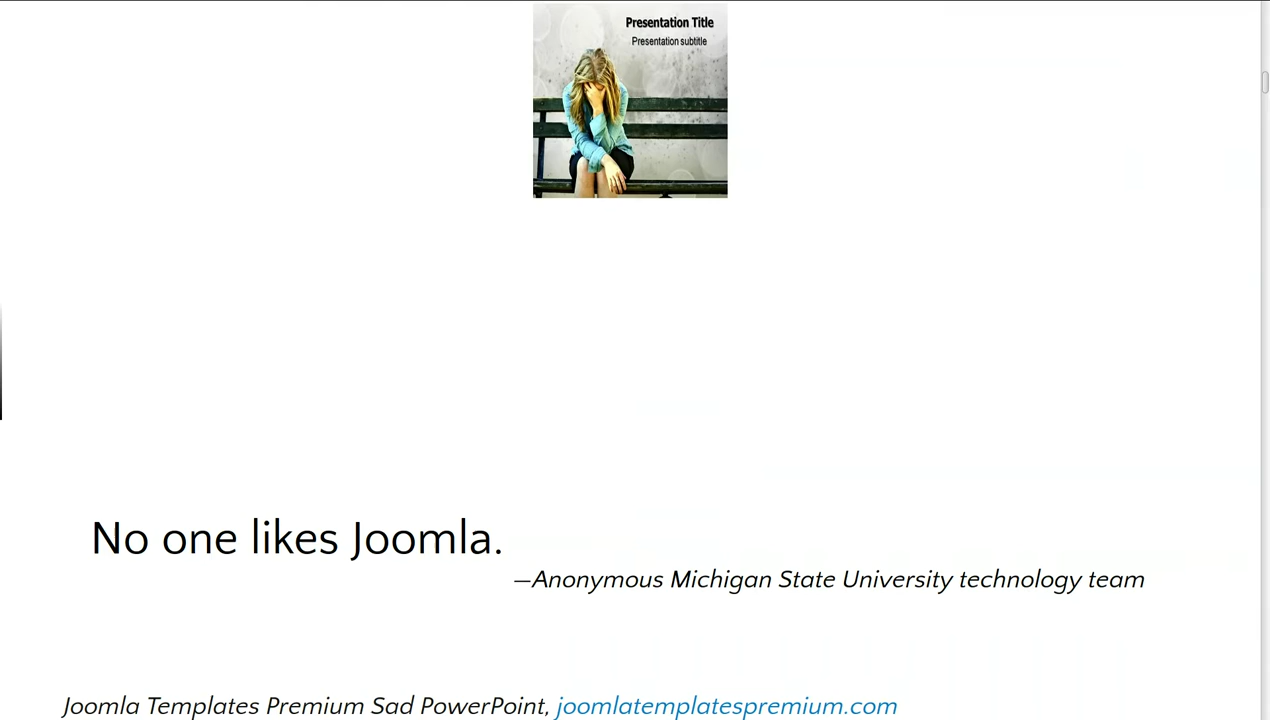 Presentation Title
Presentation subtitle
No one likes Joomla.
—Anonymous Michigan State University technology team
Joomla Templates Premium Sad PowerPoint, joomlatemplatespremium.com